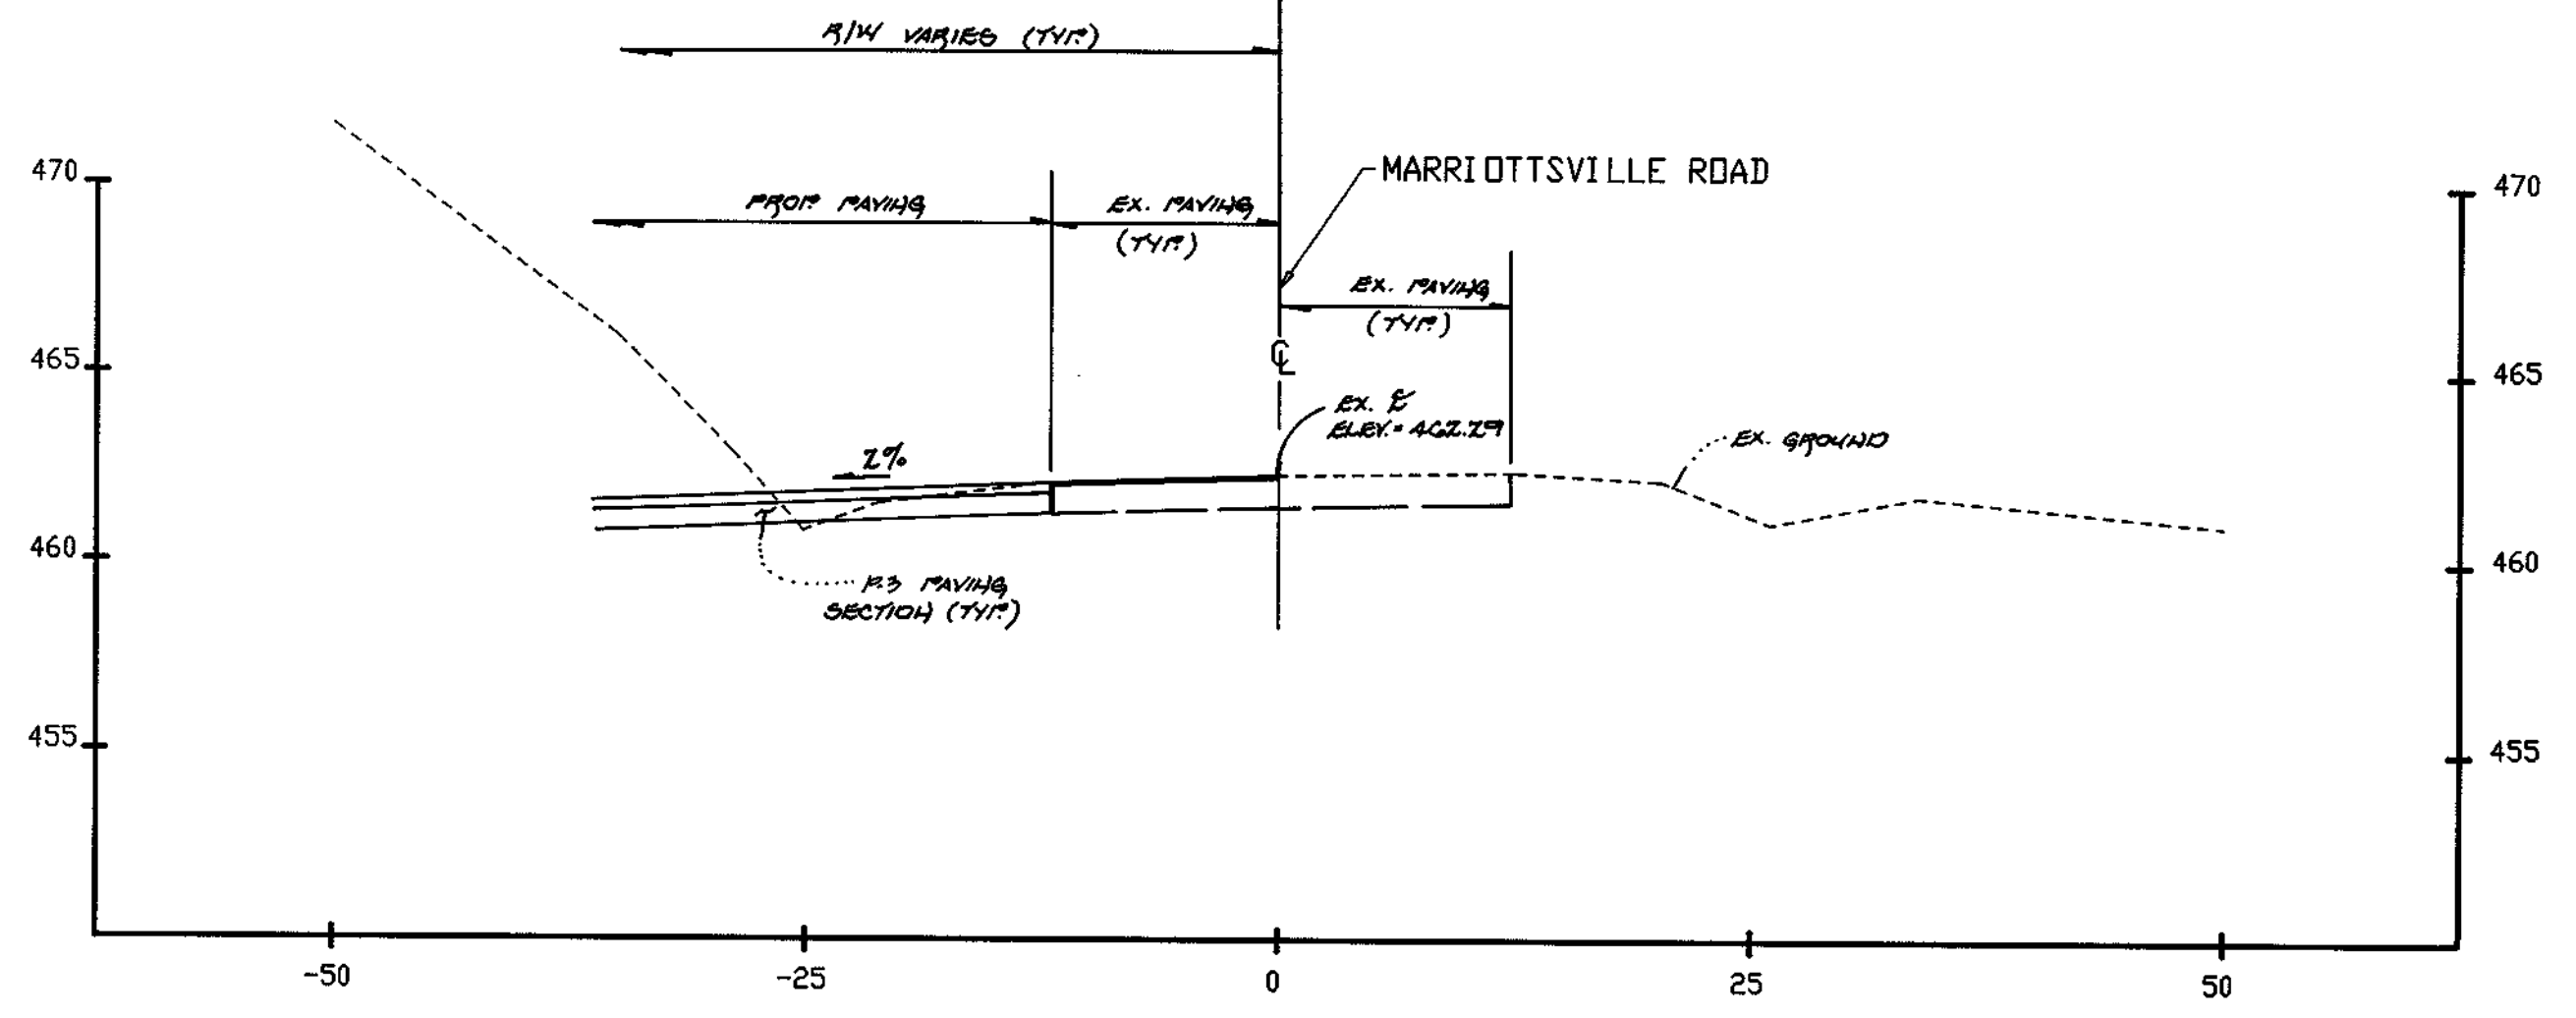 R/W VARIES (TYP.)
MARRIOTTSVILLE ROAD
470
470
PROP. PAVING
EX. PAVING
(TYP.)
EX. PAVING
(TYP.)
℄
465
465
EX. ℄
ELEV.= 462.29
EX. GROUND
2%
460
460
P-3 PAVING
SECTION (TYP.)
455
455
-50
-25
0
25
50